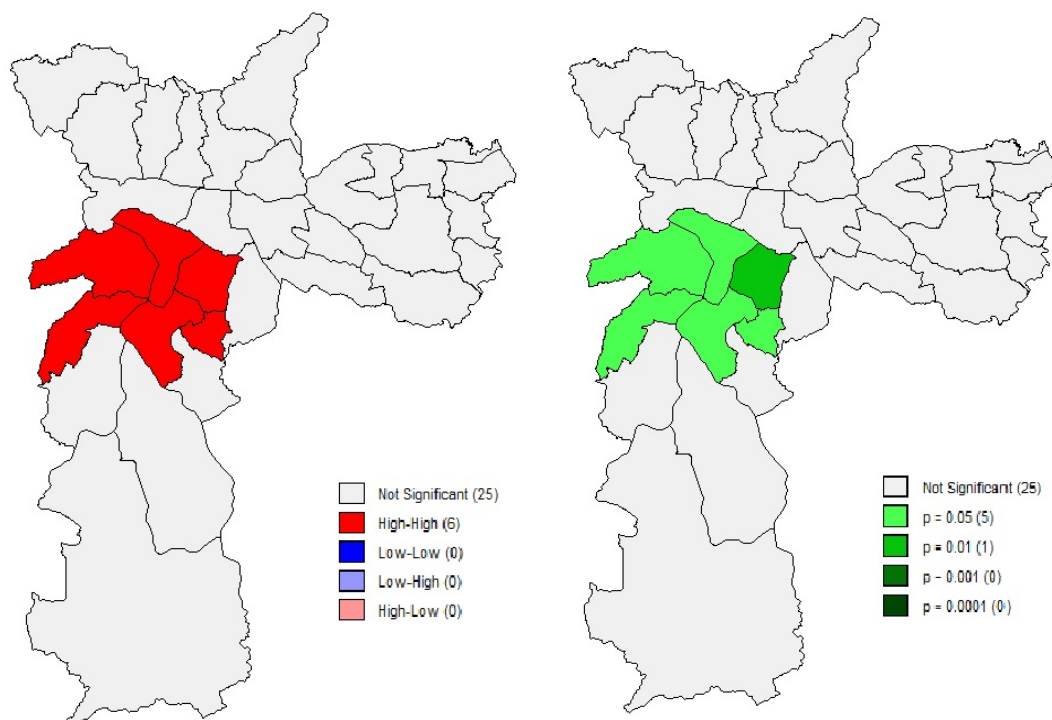 Not Significant (25)
High-High (6)
Low-Low (0)
Low-High (0)
High-Low (0)
Not Significant (25)
p = 0.05 (5)
p = 0.01 (1)
p = 0.001 (0)
p = 0.0001 (0)